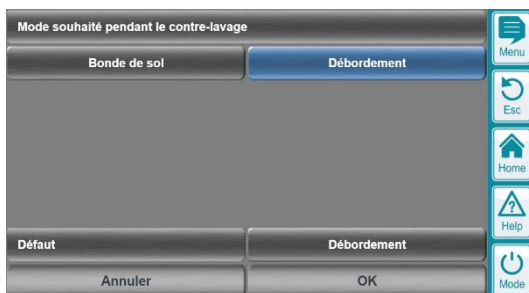 Mode souhaité pendant le contre-lavage
Bonde de sol
Débordement
Défaut
Débordement
Annuler
OK
Menu
Esc
Home
?
Help
Mode